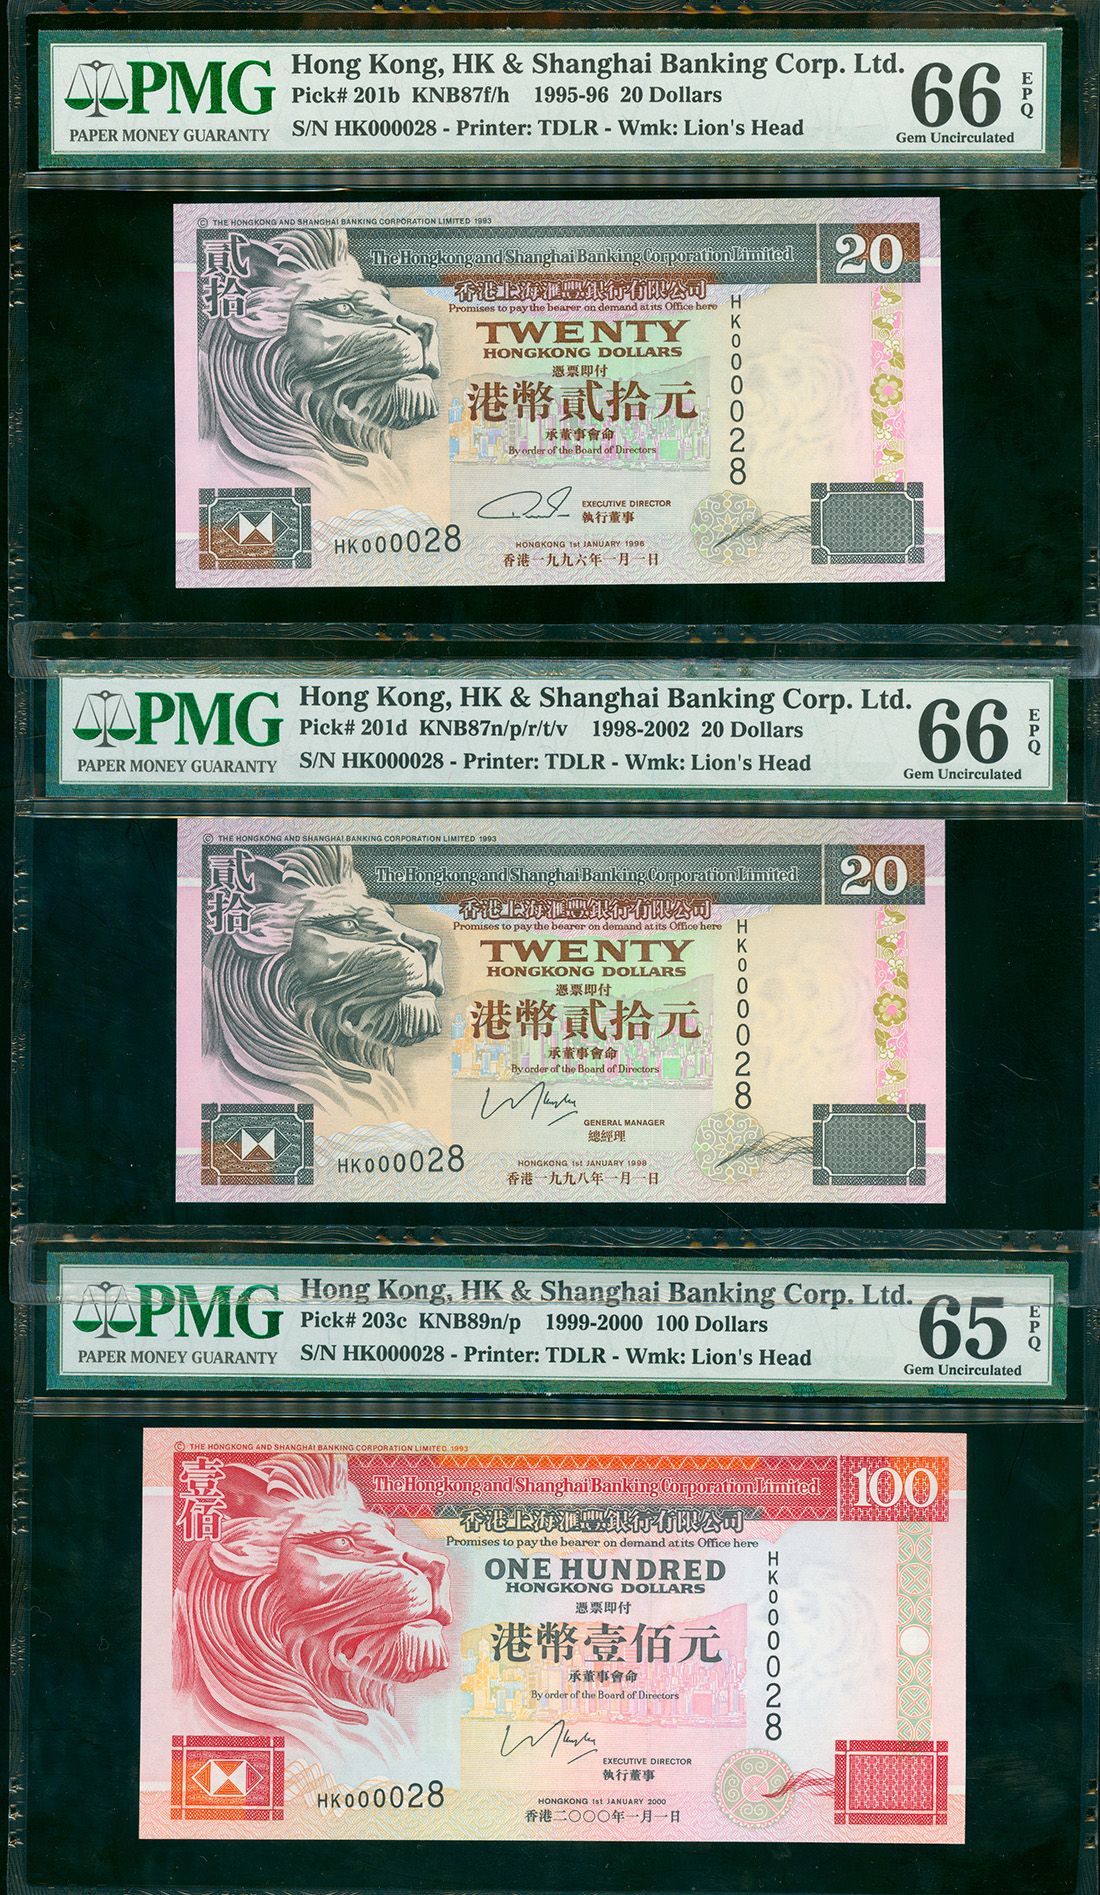 PMG
PAPER MONEY GUARANTY
Hong Kong, HK & Shanghai Banking Corp. Ltd.
Pick# 201b KNB87f/h 1995-96 20 Dollars
S/N HK000028 - Printer: TDLR - Wmk: Lion's Head
66
EPQ
Gem Uncirculated
© THE HONGKONG AND SHANGHAI BANKING CORPORATION LIMITED 1993
貳拾
The Hongkong and Shanghai Banking Corporation Limited
20
香港上海滙豐銀行有限公司
Promises to pay the bearer on demand at its Office here
TWENTY
HONGKONG DOLLARS
憑票即付
港幣貳拾元
承董事會命
By order of the Board of Directors
HK000028
EXECUTIVE DIRECTOR
執行董事
HK000028
HONGKONG 1st JANUARY 1996
香港一九九六年一月一日
PMG
PAPER MONEY GUARANTY
Hong Kong, HK & Shanghai Banking Corp. Ltd.
Pick# 201d KNB87n/p/r/t/v 1998-2002 20 Dollars
S/N HK000028 - Printer: TDLR - Wmk: Lion's Head
66
EPQ
Gem Uncirculated
© THE HONGKONG AND SHANGHAI BANKING CORPORATION LIMITED 1993
貳拾
The Hongkong and Shanghai Banking Corporation Limited
20
香港上海滙豐銀行有限公司
Promises to pay the bearer on demand at its Office here
TWENTY
HONGKONG DOLLARS
憑票即付
港幣貳拾元
承董事會命
By order of the Board of Directors
HK000028
GENERAL MANAGER
總經理
HK000028
HONGKONG 1st JANUARY 1998
香港一九九八年一月一日
PMG
PAPER MONEY GUARANTY
Hong Kong, HK & Shanghai Banking Corp. Ltd.
Pick# 203c KNB89n/p 1999-2000 100 Dollars
S/N HK000028 - Printer: TDLR - Wmk: Lion's Head
65
EPQ
Gem Uncirculated
© THE HONGKONG AND SHANGHAI BANKING CORPORATION LIMITED 1993
壹佰
The Hongkong and Shanghai Banking Corporation Limited
100
香港上海滙豐銀行有限公司
Promises to pay the bearer on demand at its Office here
ONE HUNDRED
HONGKONG DOLLARS
憑票即付
港幣壹佰元
承董事會命
By order of the Board of Directors
HK000028
EXECUTIVE DIRECTOR
執行董事
HK000028
HONGKONG 1st JANUARY 2000
香港二〇〇〇年一月一日